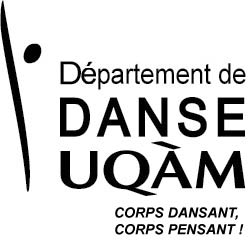 Département de
DANSE
UQÀM
CORPS DANSANT,
CORPS PENSANT !